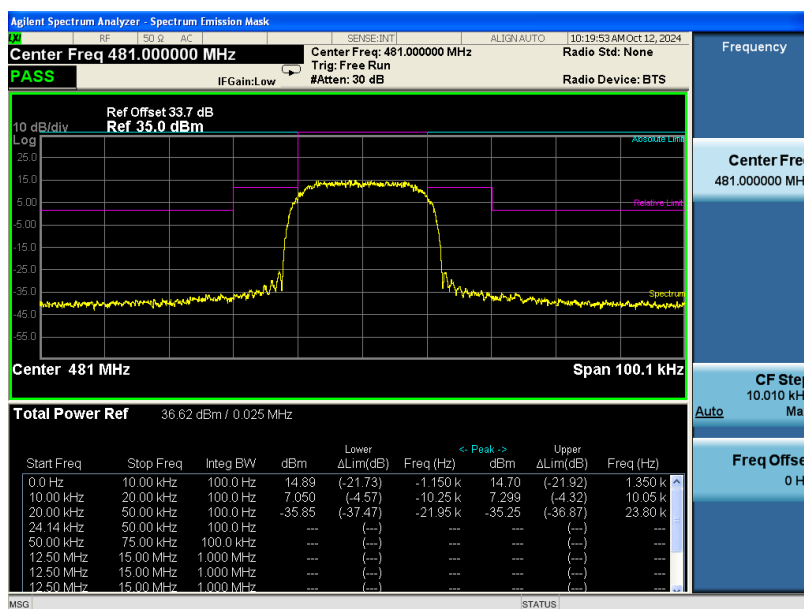 Agilent Spectrum Analyzer - Spectrum Emission Mask
LXI RF 50 Ω AC SENSE:INT ALIGN AUTO 10:19:53 AM Oct 12, 2024
Center Freq 481.000000 MHz Center Freq: 481.000000 MHz Radio Std: None
Trig: Free Run
PASS IFGain:Low #Atten: 30 dB Radio Device: BTS
Frequency
Ref Offset 33.7 dB
10 dB/div Ref 35.0 dBm
Log
Absolute Limit
25.0
15.0
5.00
Relative Limit
-5.00
-15.0
-25.0
-35.0
Spectrum
-45.0
-55.0
Center 481 MHz Span 100.1 kHz
Center Fre
481.000000 MH
CF Step
10.010 kH
Auto Ma
Freq Offse
0 H
Total Power Ref 36.62 dBm / 0.025 MHz
Lower <- Peak -> Upper
Start Freq Stop Freq Integ BW dBm ΔLim(dB) Freq (Hz) dBm ΔLim(dB) Freq (Hz)
0.0 Hz 10.00 kHz 100.0 Hz 14.89 (-21.73) -1.150 k 14.70 (-21.92) 1.350 k
10.00 kHz 20.00 kHz 100.0 Hz 7.050 (-4.57) -10.25 k 7.299 (-4.32) 10.05 k
20.00 kHz 50.00 kHz 100.0 Hz -35.85 (-37.47) -21.95 k -35.25 (-36.87) 23.80 k
24.14 kHz 50.00 kHz 100.0 Hz --- (---) --- --- (---) ---
50.00 kHz 75.00 kHz 100.0 kHz --- (---) --- --- (---) ---
12.50 MHz 15.00 MHz 1.000 MHz --- (---) --- --- (---) ---
12.50 MHz 15.00 MHz 1.000 MHz --- (---) --- --- (---) ---
12.50 MHz 15.00 MHz 1.000 MHz --- (---) --- --- (---) ---
MSG STATUS